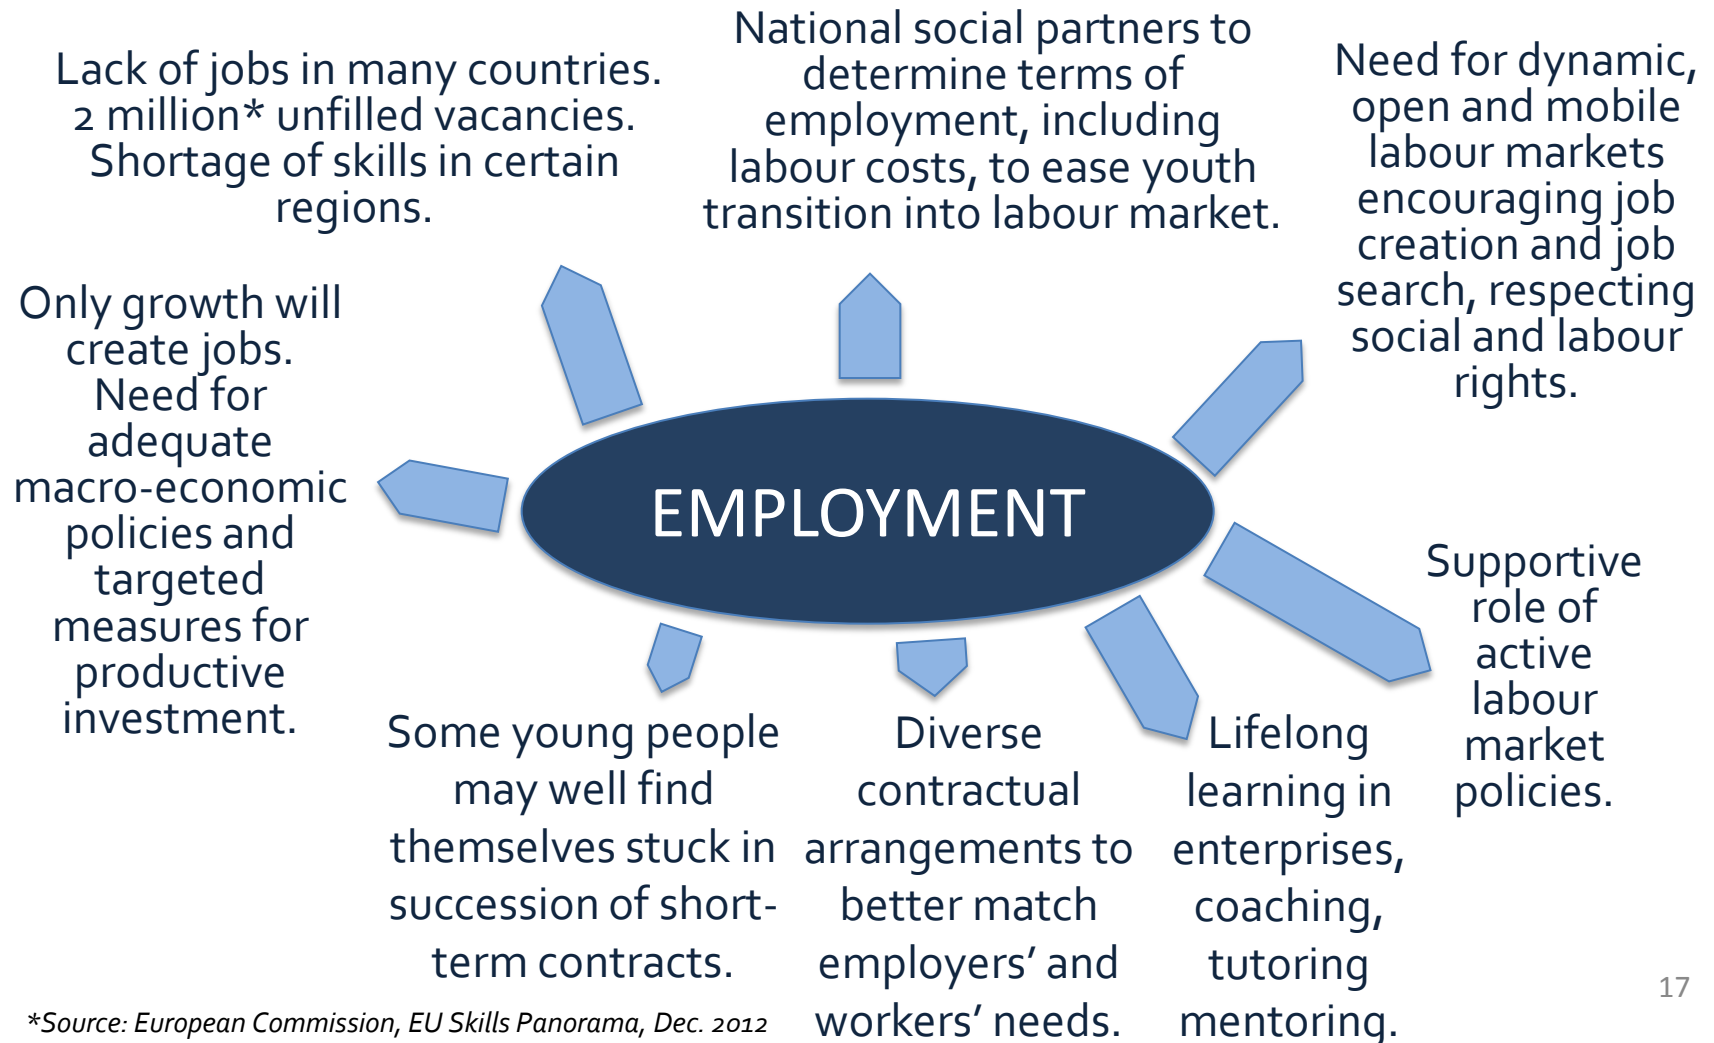 Lack of jobs in many countries.
2 million* unfilled vacancies.
Shortage of skills in certain
regions.
National social partners to
determine terms of
employment, including
labour costs, to ease youth
transition into labour market.
Need for dynamic,
open and mobile
labour markets
encouraging job
creation and job
search, respecting
social and labour
rights.
Only growth will
create jobs.
Need for
adequate
macro-economic
policies and
targeted
measures for
productive
investment.
EMPLOYMENT
Supportive
role of
active
labour
market
policies.
Some young people
may well find
themselves stuck in
succession of short-
term contracts.
Diverse
contractual
arrangements to
better match
employers’ and
workers’ needs.
Lifelong
learning in
enterprises,
coaching,
tutoring
mentoring.
*Source: European Commission, EU Skills Panorama, Dec. 2012
17